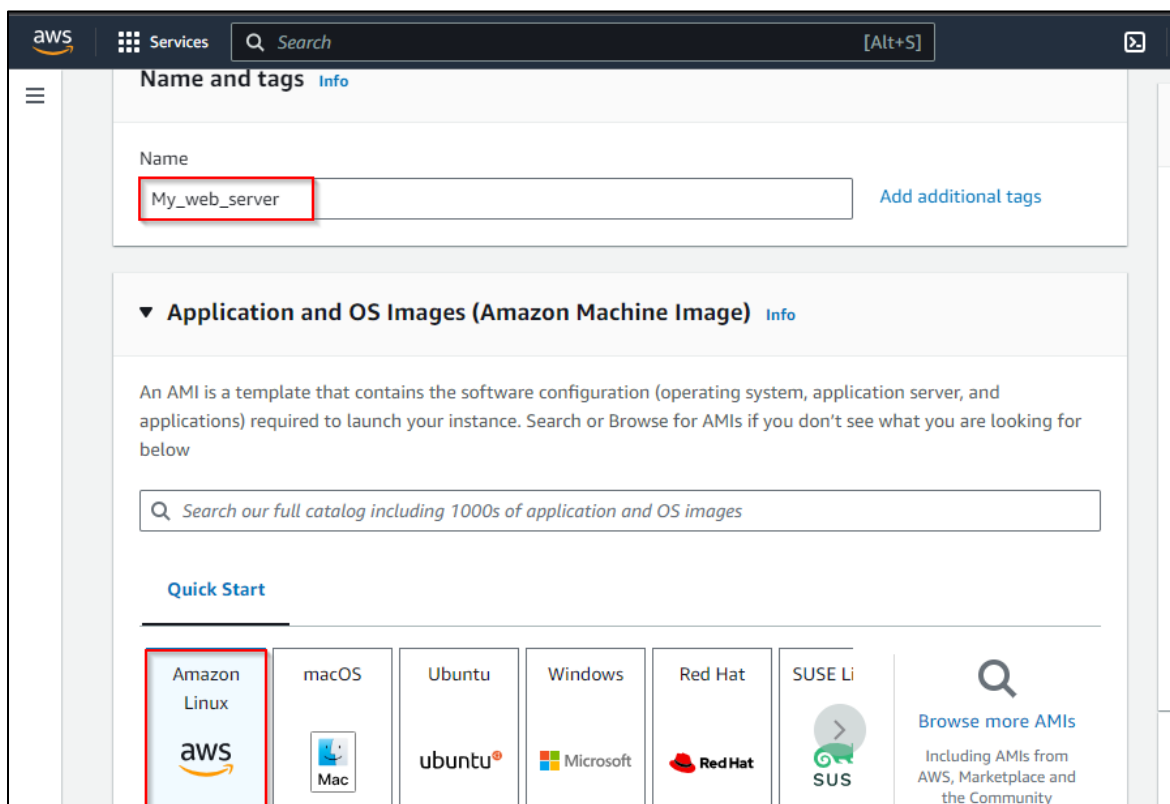 aws
Services
Search
[Alt+S]
Name and tags Info
Name
My_web_server
Add additional tags
Application and OS Images (Amazon Machine Image) Info
An AMI is a template that contains the software configuration (operating system, application server, and
applications) required to launch your instance. Search or Browse for AMIs if you don't see what you are looking for
below
Search our full catalog including 1000s of application and OS images
Quick Start
Amazon
Linux
aws
macOS
Mac
Ubuntu
ubuntu
Windows
Microsoft
Red Hat
Red Hat
SUSE Li
SUS
Browse more AMIs
Including AMIs from
AWS, Marketplace and
the Community